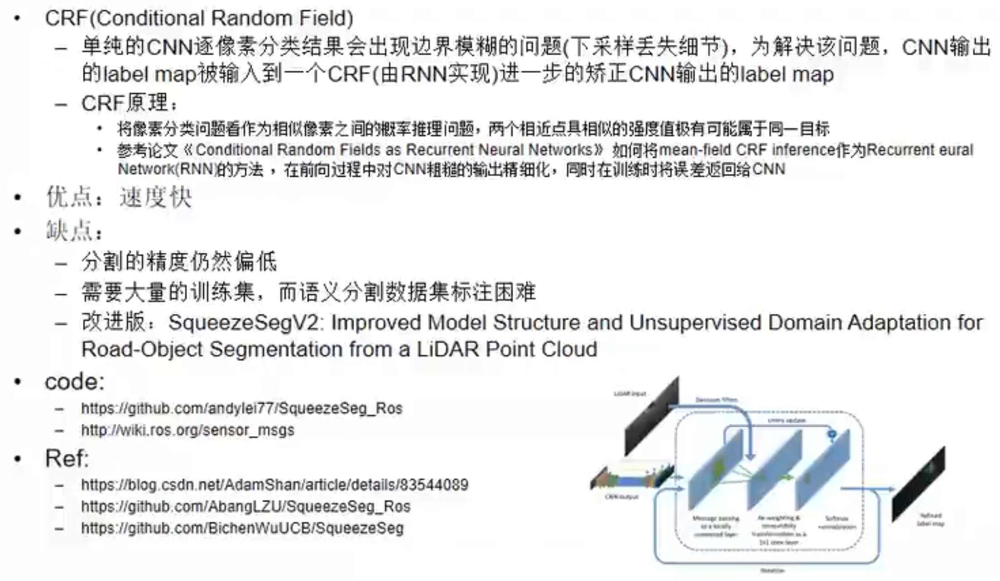 • CRF(Conditional Random Field)
– 单纯的CNN逐像素分类结果会出现边界模糊的问题(下采样丢失细节)，为解决该问题，CNN输出
的label map被输入到一个CRF(由RNN实现)进一步的矫正CNN输出的label map
– CRF原理：
• 将像素分类问题看作为相似像素之间的概率推理问题，两个相近点具相似的强度值极有可能属于同一目标
• 参考论文《Conditional Random Fields as Recurrent Neural Networks》 如何将mean-field CRF inference作为Recurrent eural
Network(RNN)的方法 ，在前向过程中对CNN粗糙的输出精细化，同时在训练时将误差返回给CNN
• 优点：速度快
• 缺点：
– 分割的精度仍然偏低
– 需要大量的训练集，而语义分割数据集标注困难
– 改进版：SqueezeSegV2: Improved Model Structure and Unsupervised Domain Adaptation for
Road-Object Segmentation from a LiDAR Point Cloud
• code:
– https://github.com/andylei77/SqueezeSeg_Ros
– http://wiki.ros.org/sensor_msgs
• Ref:
– https://blog.csdn.net/AdamShan/article/details/83544089
– https://github.com/AbangLZU/SqueezeSeg_Ros
– https://github.com/BichenWuUCB/SqueezeSeg
LiDAR input
Unary update
CNN output
Message passing
as a locally
connected layer
Re-weighting &
compatibility
transformation as a
1x1 conv layer
Softmax
normalization
Refined
label map
Iteration